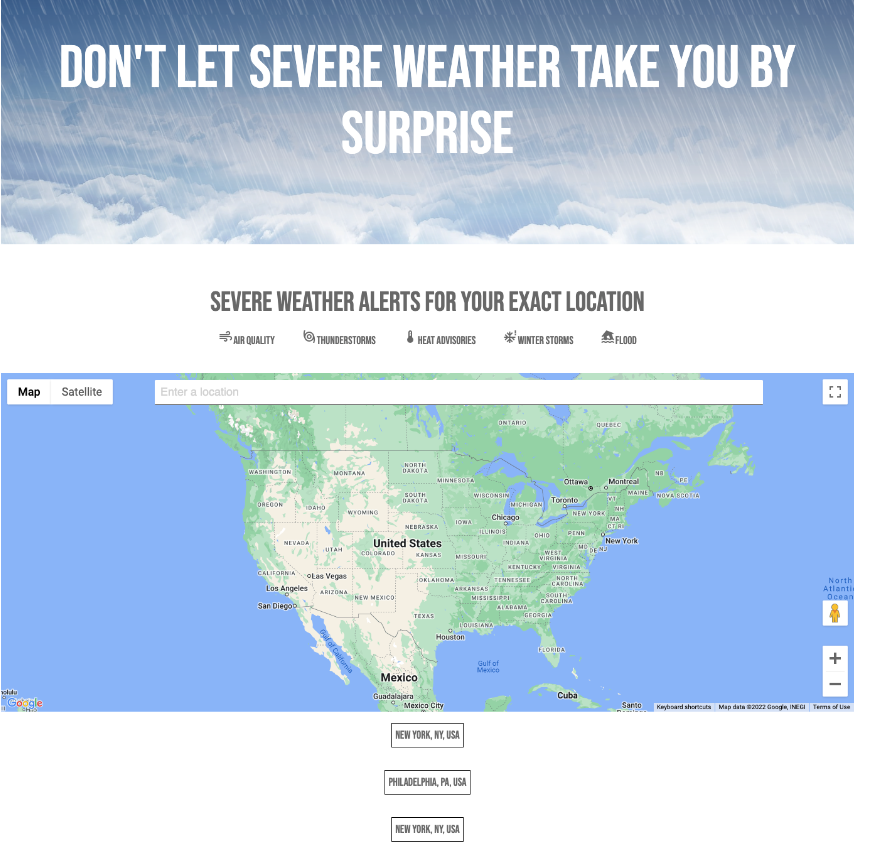 DON'T LET SEVERE WEATHER TAKE YOU BY
SURPRISE
SEVERE WEATHER ALERTS FOR YOUR EXACT LOCATION
AIR QUALITY THUNDERSTORMS HEAT ADVISORIES WINTER STORMS FLOOD
Map Satellite Enter a location
ONTARIO
QUEBEC
WASHINGTON
MONTANA
NORTH
DAKOTA
MINNESOTA
Ottawa
Montreal
NB
PE
NOVA SCOTIA
MAINE
OREGON
IDAHO
WYOMING
SOUTH
DAKOTA
WISCONSIN
MICHIGAN
Toronto
VT
NH
NEW YORK
MA
CT RI
IOWA
Chicago
NEBRASKA
ILLINOIS
INDIANA
OHIO
PENN
New York
NEVADA
UTAH
COLORADO
United States
KANSAS
MISSOURI
WEST
VIRGINIA
MD
DE
NJ
KENTUCKY
VIRGINIA
CALIFORNIA
Las Vegas
Los Angeles
ARIZONA
NEW MEXICO
OKLAHOMA
ARKANSAS
TENNESSEE
NORTH
CAROLINA
MISSISSIPPI
SOUTH
CAROLINA
ALABAMA
GEORGIA
San Diego
TEXAS
LOUISIANA
Houston
FLORIDA
North
Atlantic
Ocean
Gulf of
California
Gulf of
Mexico
Mexico
Guadalajara
Mexico City
Cuba
Santo
nolulu
Google
Keyboard shortcuts Map data ©2022 Google, INEGI Terms of Use
NEW YORK, NY, USA
PHILADELPHIA, PA, USA
NEW YORK, NY, USA